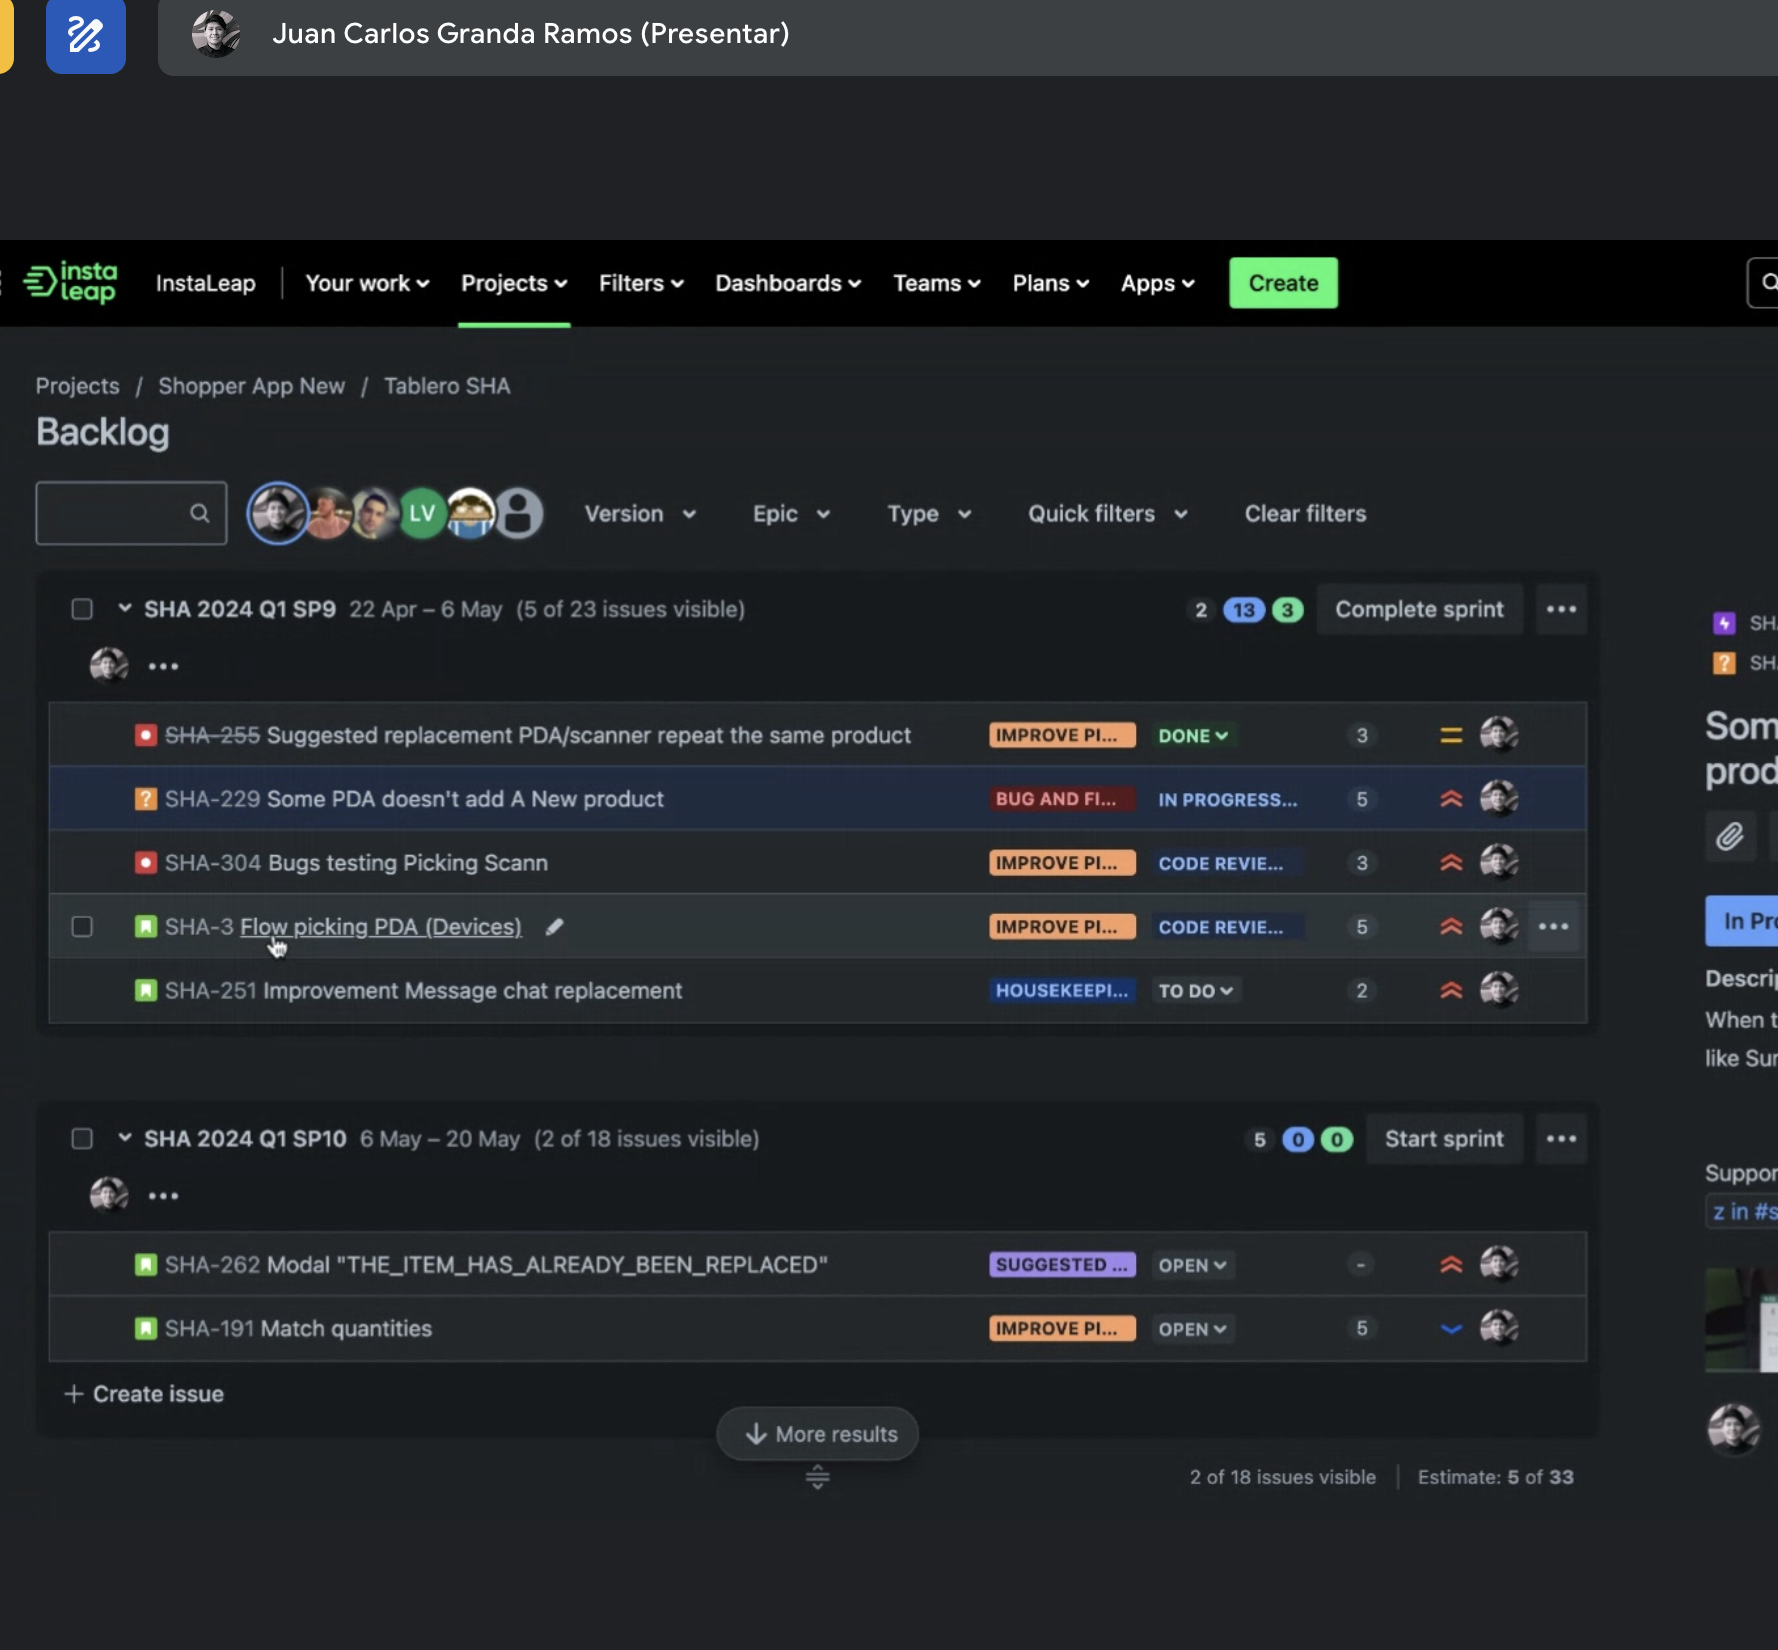 Juan Carlos Granda Ramos (Presentar)
insta leap InstaLeap Your work Projects Filters Dashboards Teams Plans Apps Create
Projects / Shopper App New / Tablero SHA
Backlog
LV Version Epic Type Quick filters Clear filters
SHA 2024 Q1 SP9 22 Apr – 6 May (5 of 23 issues visible) 2 13 3 Complete sprint
SHA-255 Suggested replacement PDA/scanner repeat the same product IMPROVE PI... DONE 3
SHA-229 Some PDA doesn't add A New product BUG AND FI... IN PROGRESS... 5
SHA-304 Bugs testing Picking Scann IMPROVE PI... CODE REVIE... 3
SHA-3 Flow picking PDA (Devices) IMPROVE PI... CODE REVIE... 5
SHA-251 Improvement Message chat replacement HOUSEKEEPI... TO DO 2
SHA 2024 Q1 SP10 6 May – 20 May (2 of 18 issues visible) 5 0 0 Start sprint
SHA-262 Modal "THE_ITEM_HAS_ALREADY_BEEN_REPLACED" SUGGESTED ... OPEN -
SHA-191 Match quantities IMPROVE PI... OPEN 5
+ Create issue
More results
2 of 18 issues visible Estimate: 5 of 33
SH
SH
Som
prod
In Pro
Descrip
When t
like Sur
Suppor
z in #s